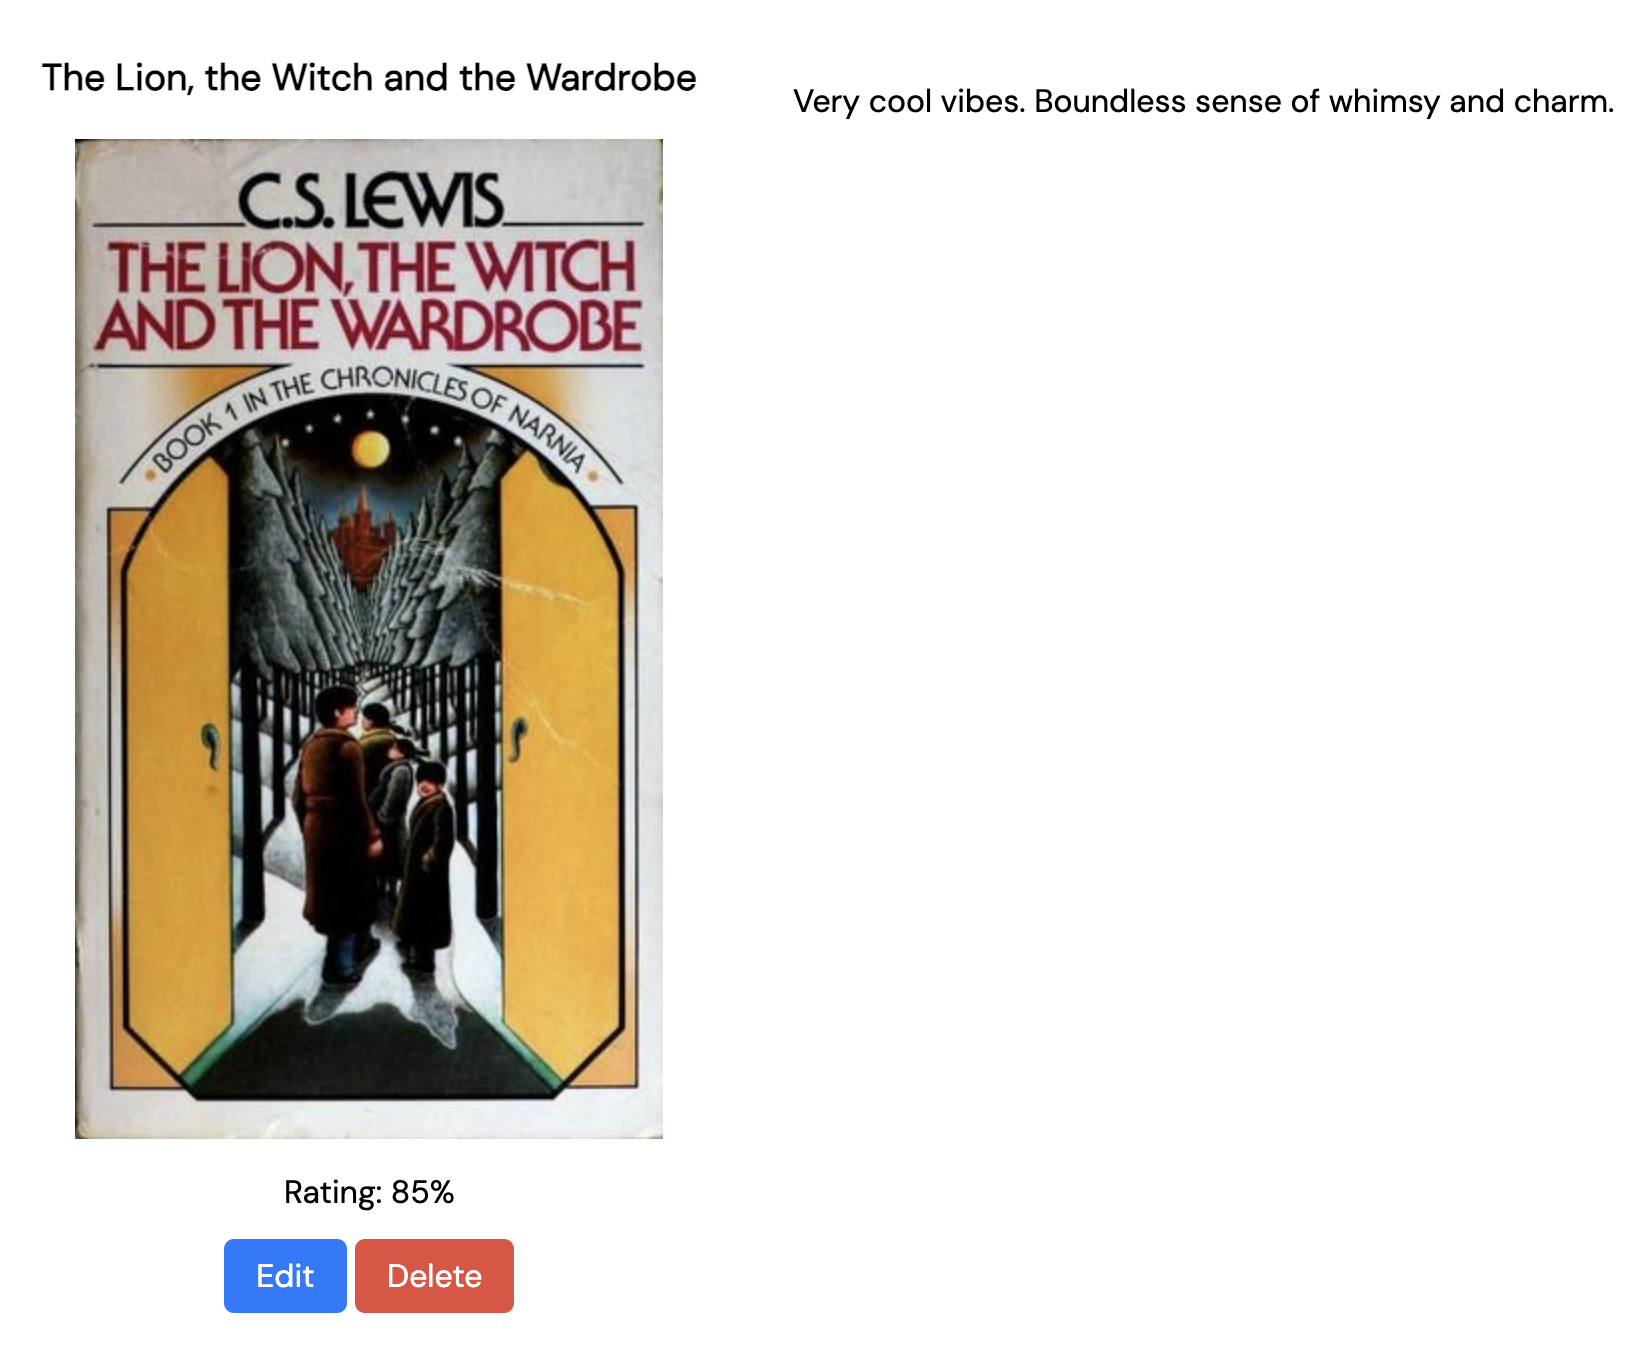 The Lion, the Witch and the Wardrobe
C.S. LEWIS
THE LION, THE WITCH
AND THE WARDROBE
BOOK 1 IN THE CHRONICLES OF NARNIA
Rating: 85%
Edit Delete
Very cool vibes. Boundless sense of whimsy and charm.